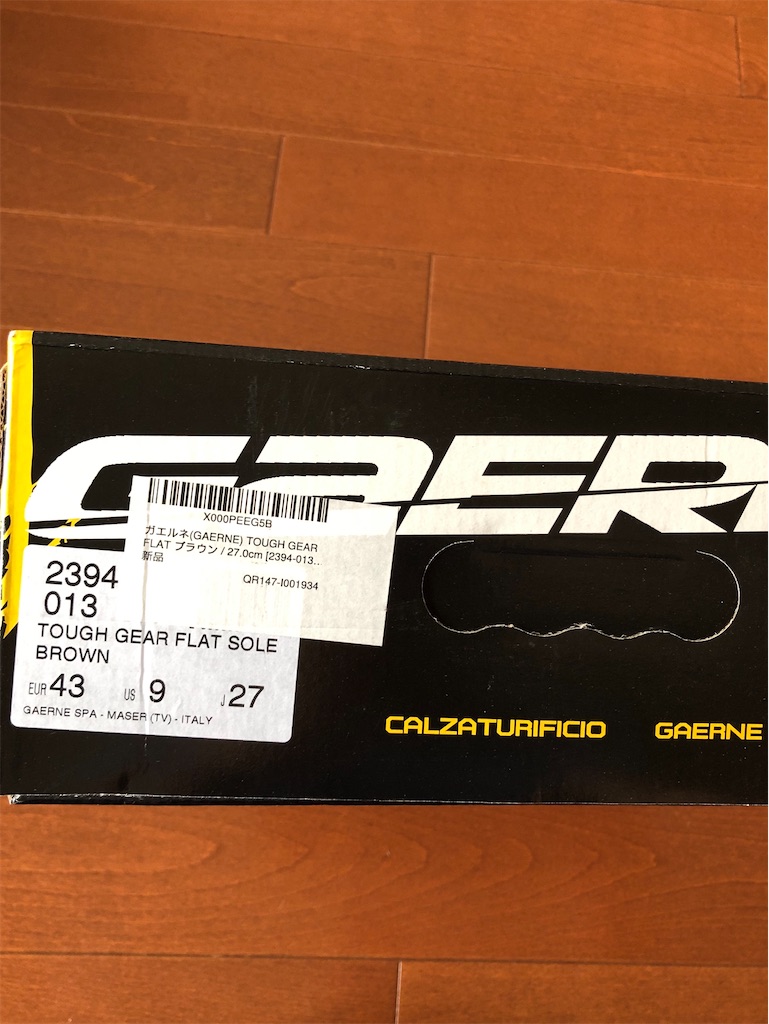 GAER
X000PEEG5B
ガエルネ(GAERNE) TOUGH GEAR
FLAT ブラウン / 27.0cm [2394-013...
新品
QR147-I001934
2394
013
TOUGH GEAR FLAT SOLE
BROWN
EUR 43 US 9 J 27
GAERNE SPA - MASER (TV) - ITALY
CALZATURIFICIO GAERNE